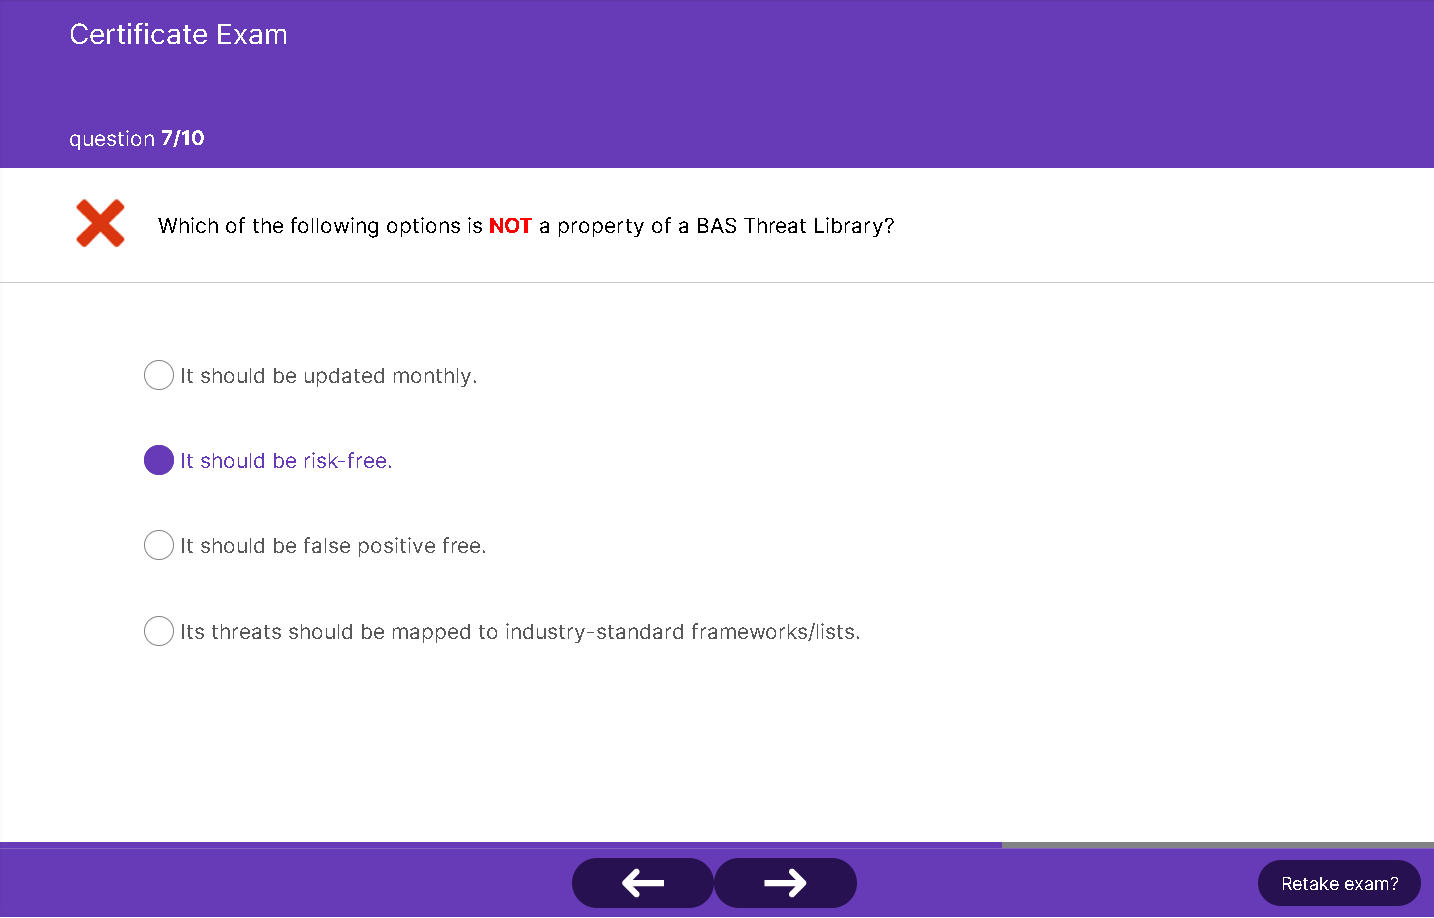 Certificate Exam
question 7/10
Which of the following options is NOT a property of a BAS Threat Library?
It should be updated monthly.
It should be risk-free.
It should be false positive free.
Its threats should be mapped to industry-standard frameworks/lists.
Retake exam?